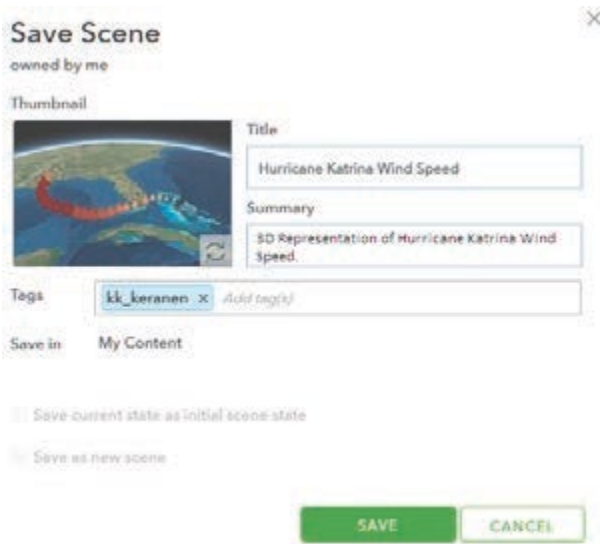 Save Scene
owned by me
Thumbnail
Title
Hurricane Katrina Wind Speed
Summary
3D Representation of Hurricane Katrina Wind
Speed.
Tags
kk_keranen x Add tag(s)
Save in My Content
Save current state as initial scene state
Save as new scene
SAVE CANCEL